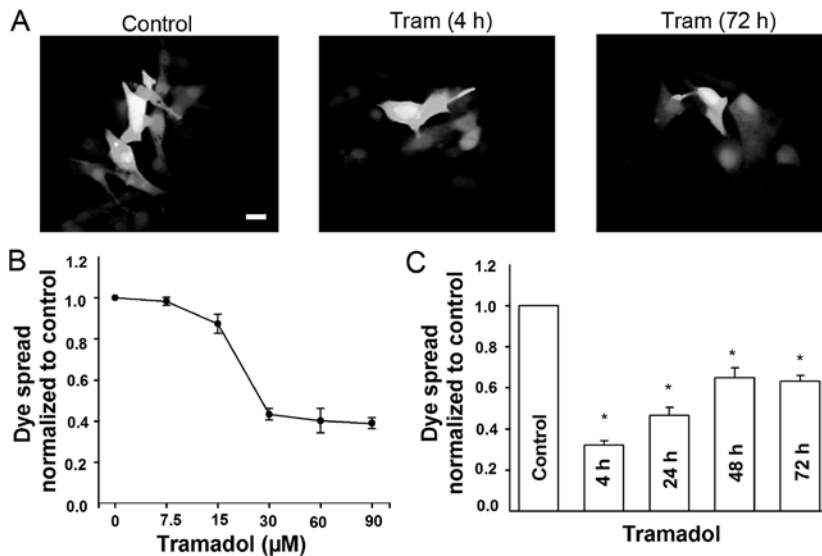 A
Control
Tram (4 h)
Tram (72 h)
B
Dye spread
normalized to control
1.2
1.0
0.8
0.6
0.4
0.2
0.0
0 7.5 15 30 60 90
Tramadol (µM)
C
Dye spread
normalized to control
1.2
1.0
0.8
0.6
0.4
0.2
0.0
* * * *
Control
4 h
24 h
48 h
72 h
Tramadol